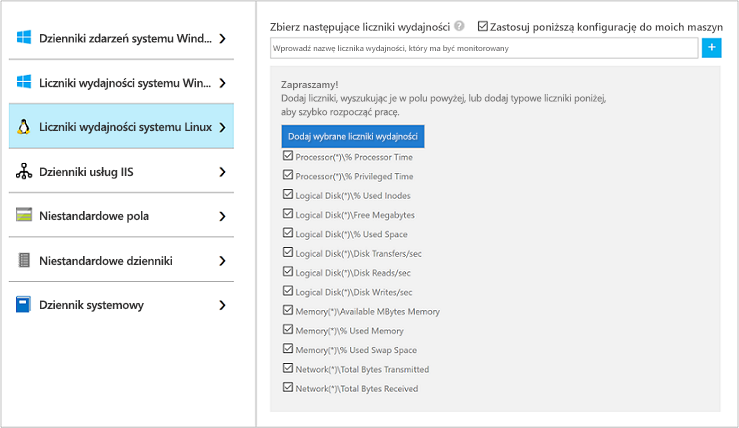 Dzienniki zdarzeń systemu Wind...
Liczniki wydajności systemu Win...
Liczniki wydajności systemu Linux
Dzienniki usług IIS
Niestandardowe pola
Niestandardowe dzienniki
Dziennik systemowy
Zbierz następujące liczniki wydajności ? Zastosuj poniższą konfigurację do moich maszyn
Wprowadź nazwę licznika wydajności, który ma być monitorowany
+
Zapraszamy!
Dodaj liczniki, wyszukując je w polu powyżej, lub dodaj typowe liczniki poniżej,
aby szybko rozpocząć pracę.
Dodaj wybrane liczniki wydajności
Processor(*)\% Processor Time
Processor(*)\% Privileged Time
Logical Disk(*)\% Used Inodes
Logical Disk(*)\Free Megabytes
Logical Disk(*)\% Used Space
Logical Disk(*)\Disk Transfers/sec
Logical Disk(*)\Disk Reads/sec
Logical Disk(*)\Disk Writes/sec
Memory(*)\Available MBytes Memory
Memory(*)\% Used Memory
Memory(*)\% Used Swap Space
Network(*)\Total Bytes Transmitted
Network(*)\Total Bytes Received